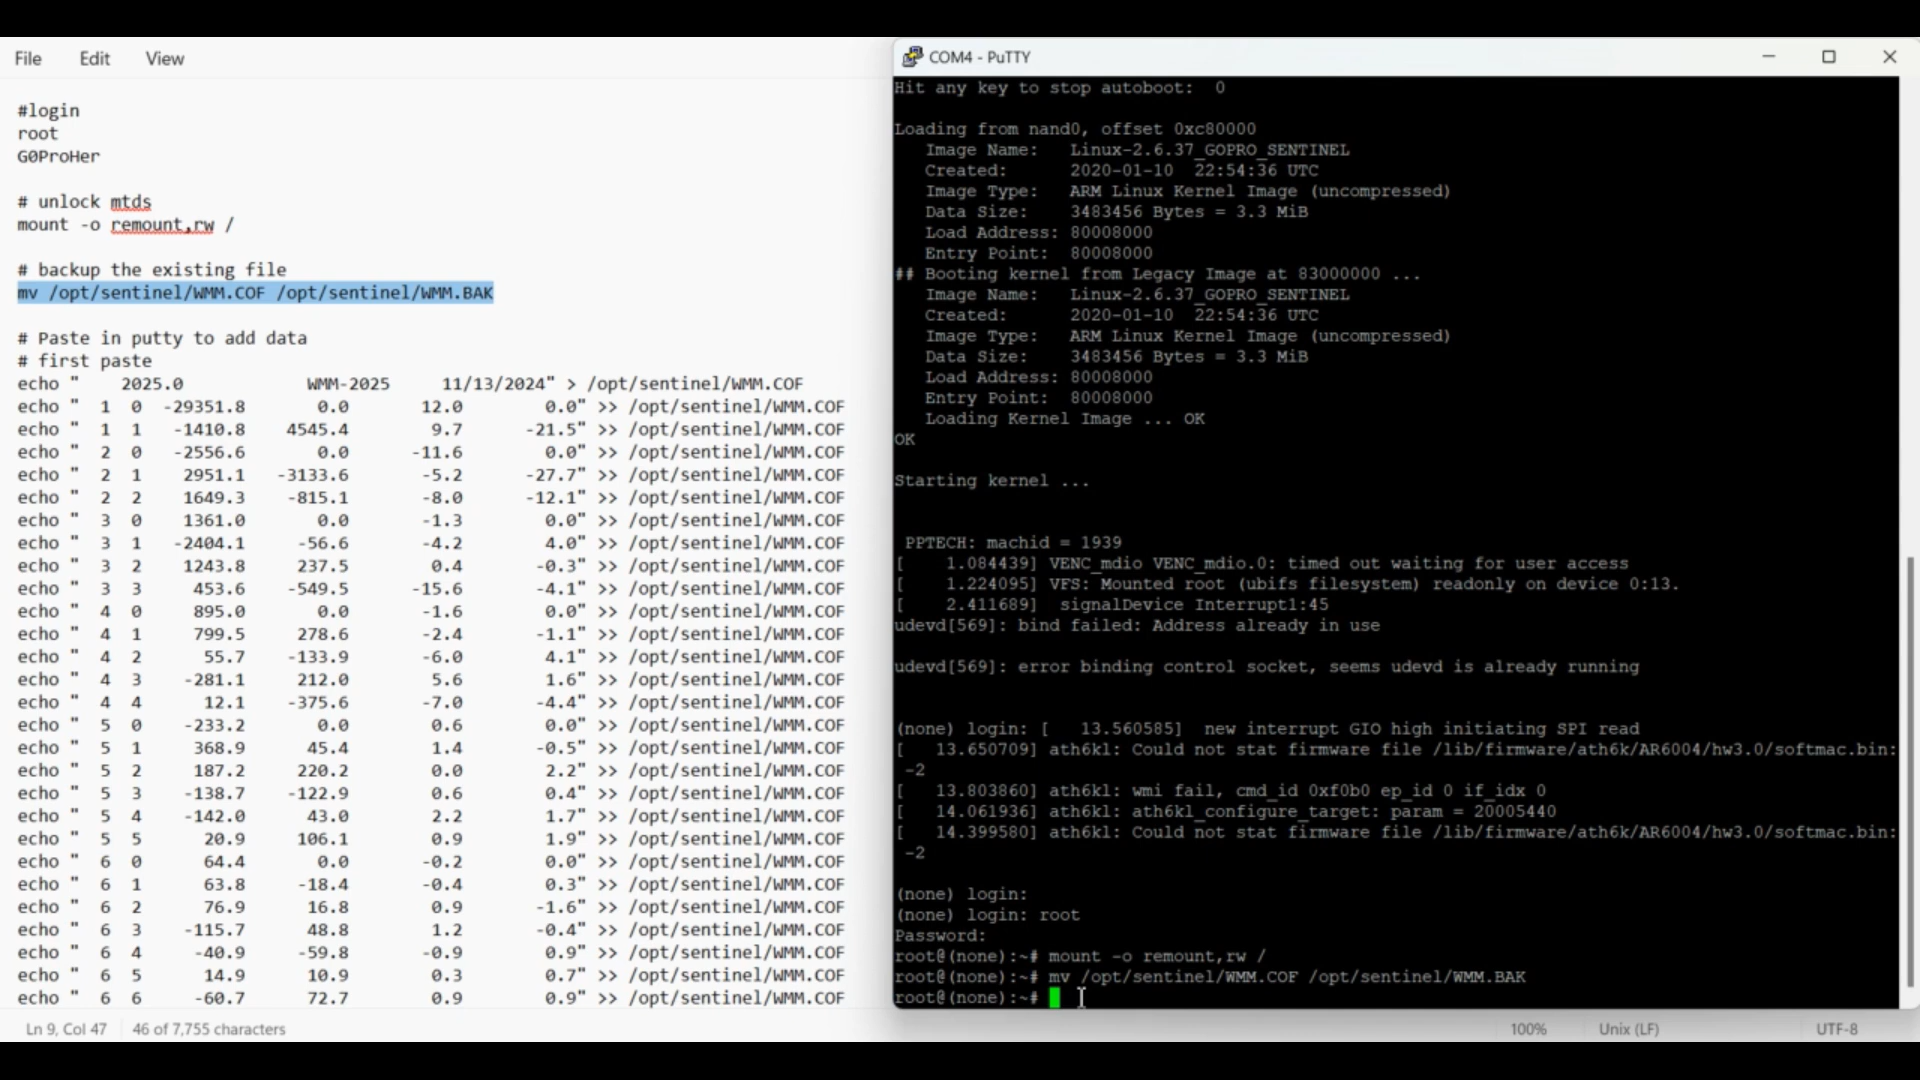 File Edit View
#login
root
G0ProHer
# unlock mtds
mount -o remount,rw /
# backup the existing file
mv /opt/sentinel/WMM.COF /opt/sentinel/WMM.BAK
# Paste in putty to add data
# first paste
echo "    2025.0            WMM-2025     11/13/2024" > /opt/sentinel/WMM.COF
echo "  1  0  -29351.8       0.0       12.0        0.0" >> /opt/sentinel/WMM.COF
echo "  1  1   -1410.8    4545.4        9.7      -21.5" >> /opt/sentinel/WMM.COF
echo "  2  0   -2556.6       0.0      -11.6        0.0" >> /opt/sentinel/WMM.COF
echo "  2  1    2951.1   -3133.6       -5.2      -27.7" >> /opt/sentinel/WMM.COF
echo "  2  2    1649.3    -815.1       -8.0      -12.1" >> /opt/sentinel/WMM.COF
echo "  3  0    1361.0       0.0       -1.3        0.0" >> /opt/sentinel/WMM.COF
echo "  3  1   -2404.1     -56.6       -4.2        4.0" >> /opt/sentinel/WMM.COF
echo "  3  2    1243.8     237.5        0.4       -0.3" >> /opt/sentinel/WMM.COF
echo "  3  3     453.6    -549.5      -15.6       -4.1" >> /opt/sentinel/WMM.COF
echo "  4  0     895.0       0.0       -1.6        0.0" >> /opt/sentinel/WMM.COF
echo "  4  1     799.5     278.6       -2.4       -1.1" >> /opt/sentinel/WMM.COF
echo "  4  2      55.7    -133.9       -6.0        4.1" >> /opt/sentinel/WMM.COF
echo "  4  3    -281.1     212.0        5.6        1.6" >> /opt/sentinel/WMM.COF
echo "  4  4      12.1    -375.6       -7.0       -4.4" >> /opt/sentinel/WMM.COF
echo "  5  0    -233.2       0.0        0.6        0.0" >> /opt/sentinel/WMM.COF
echo "  5  1     368.9      45.4        1.4       -0.5" >> /opt/sentinel/WMM.COF
echo "  5  2     187.2     220.2        0.0        2.2" >> /opt/sentinel/WMM.COF
echo "  5  3    -138.7    -122.9        0.6        0.4" >> /opt/sentinel/WMM.COF
echo "  5  4    -142.0      43.0        2.2        1.7" >> /opt/sentinel/WMM.COF
echo "  5  5      20.9     106.1        0.9        1.9" >> /opt/sentinel/WMM.COF
echo "  6  0      64.4       0.0       -0.2        0.0" >> /opt/sentinel/WMM.COF
echo "  6  1      63.8     -18.4       -0.4        0.3" >> /opt/sentinel/WMM.COF
echo "  6  2      76.9      16.8        0.9       -1.6" >> /opt/sentinel/WMM.COF
echo "  6  3    -115.7      48.8        1.2       -0.4" >> /opt/sentinel/WMM.COF
echo "  6  4     -40.9     -59.8       -0.9        0.9" >> /opt/sentinel/WMM.COF
echo "  6  5      14.9      10.9        0.3        0.7" >> /opt/sentinel/WMM.COF
echo "  6  6     -60.7      72.7        0.9        0.9" >> /opt/sentinel/WMM.COF
Ln 9, Col 47 46 of 7,755 characters
COM4 - PuTTY
Hit any key to stop autoboot:  0
Loading from nand0, offset 0xc80000
Image Name:   Linux-2.6.37_GOPRO_SENTINEL
Created:      2020-01-10  22:54:36 UTC
Image Type:   ARM Linux Kernel Image (uncompressed)
Data Size:    3483456 Bytes = 3.3 MiB
Load Address: 80008000
Entry Point:  80008000
## Booting kernel from Legacy Image at 83000000 ...
Image Name:   Linux-2.6.37_GOPRO_SENTINEL
Created:      2020-01-10  22:54:36 UTC
Image Type:   ARM Linux Kernel Image (uncompressed)
Data Size:    3483456 Bytes = 3.3 MiB
Load Address: 80008000
Entry Point:  80008000
Loading Kernel Image ... OK
OK
Starting kernel ...
PPTECH: machid = 1939
[    1.084439] VENC_mdio VENC_mdio.0: timed out waiting for user access
[    1.224095] VFS: Mounted root (ubifs filesystem) readonly on device 0:13.
[    2.411689]  signalDevice Interrupt1:45
udevd[569]: bind failed: Address already in use
udevd[569]: error binding control socket, seems udevd is already running
(none) login: [   13.560585]  new interrupt GIO high initiating SPI read
[   13.650709] ath6kl: Could not stat firmware file /lib/firmware/ath6k/AR6004/hw3.0/softmac.bin:
-2
[   13.803860] ath6kl: wmi fail, cmd_id 0xf0b0 ep_id 0 if_idx 0
[   14.061936] ath6kl: ath6kl_configure_target: param = 20005440
[   14.399580] ath6kl: Could not stat firmware file /lib/firmware/ath6k/AR6004/hw3.0/softmac.bin:
-2
(none) login:
(none) login: root
Password:
root@(none):~# mount -o remount,rw /
root@(none):~# mv /opt/sentinel/WMM.COF /opt/sentinel/WMM.BAK
root@(none):~#
100% Unix (LF) UTF-8